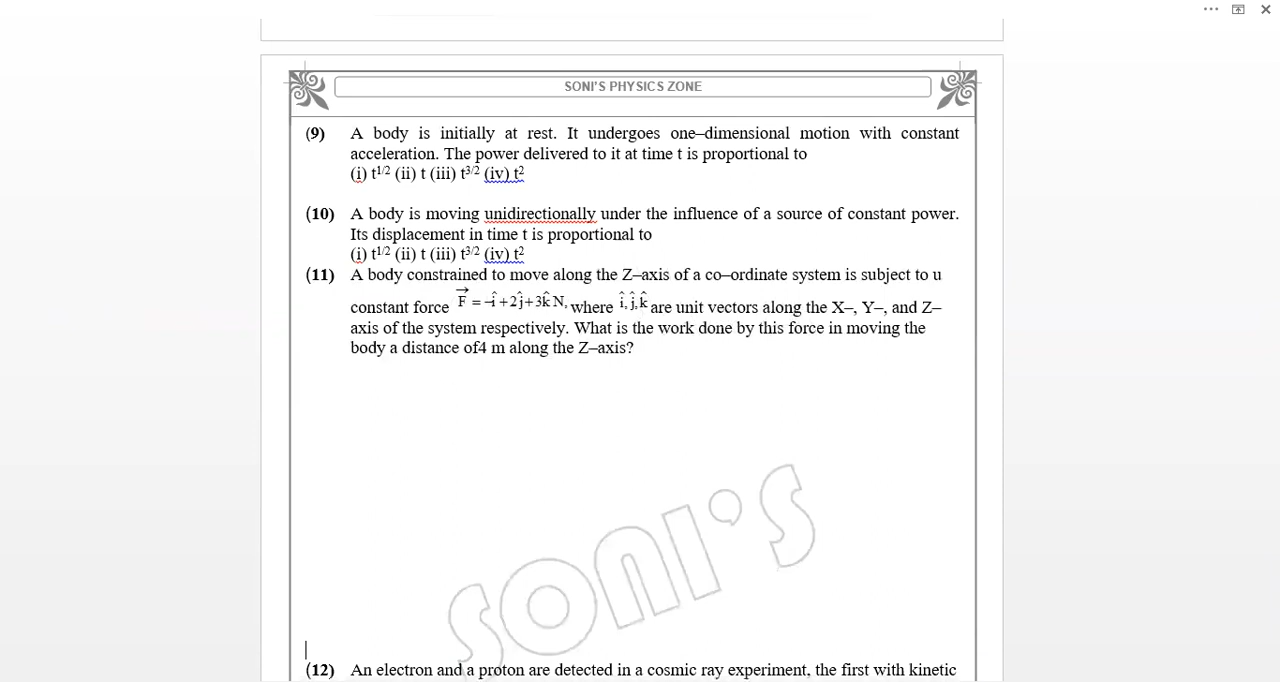 SONI'S PHYSICS ZONE
(9) A body is initially at rest. It undergoes one–dimensional motion with constant
acceleration. The power delivered to it at time t is proportional to
(i) t^1/2 (ii) t (iii) t^3/2 (iv) t^2
(10) A body is moving unidirectionally under the influence of a source of constant power.
Its displacement in time t is proportional to
(i) t^1/2 (ii) t (iii) t^3/2 (iv) t^2
(11) A body constrained to move along the Z–axis of a co–ordinate system is subject to u
constant force F⃗ = –î +2ĵ+3k̂ N, where î, ĵ, k̂ are unit vectors along the X–, Y–, and Z–
axis of the system respectively. What is the work done by this force in moving the
body a distance of4 m along the Z–axis?
SONI'S
(12) An electron and a proton are detected in a cosmic ray experiment, the first with kinetic